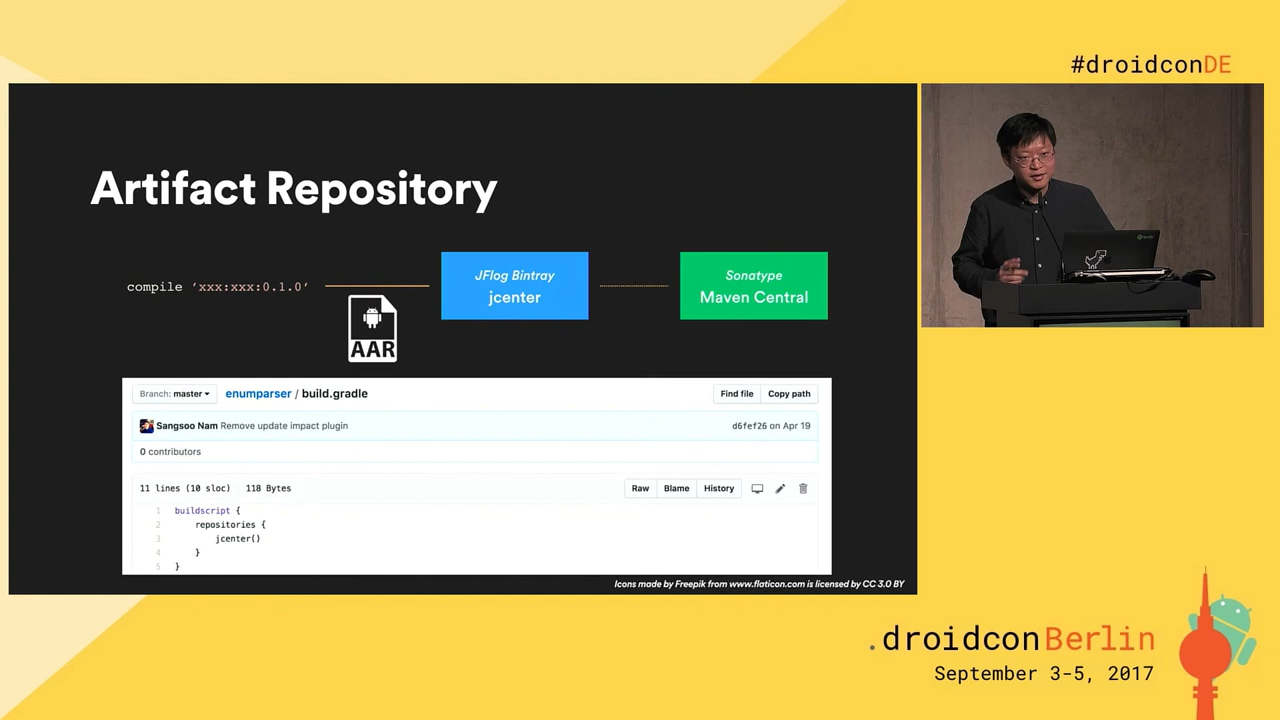 #droidconDE
Artifact Repository
compile ‘xxx:xxx:0.1.0’
JFlog Bintray
jcenter
Sonatype
Maven Central
AAR
Branch: master
enumparser / build.gradle
Find file
Copy path
Sangsoo Nam Remove update impact plugin
d6fef26 on Apr 19
0 contributors
11 lines (10 sloc) 118 Bytes
Raw
Blame
History
1 buildscript {
2 repositories {
3 jcenter()
4 }
5 }
Icons made by Freepik from www.flaticon.com is licensed by CC 3.0 BY
.droidconBerlin
September 3-5, 2017